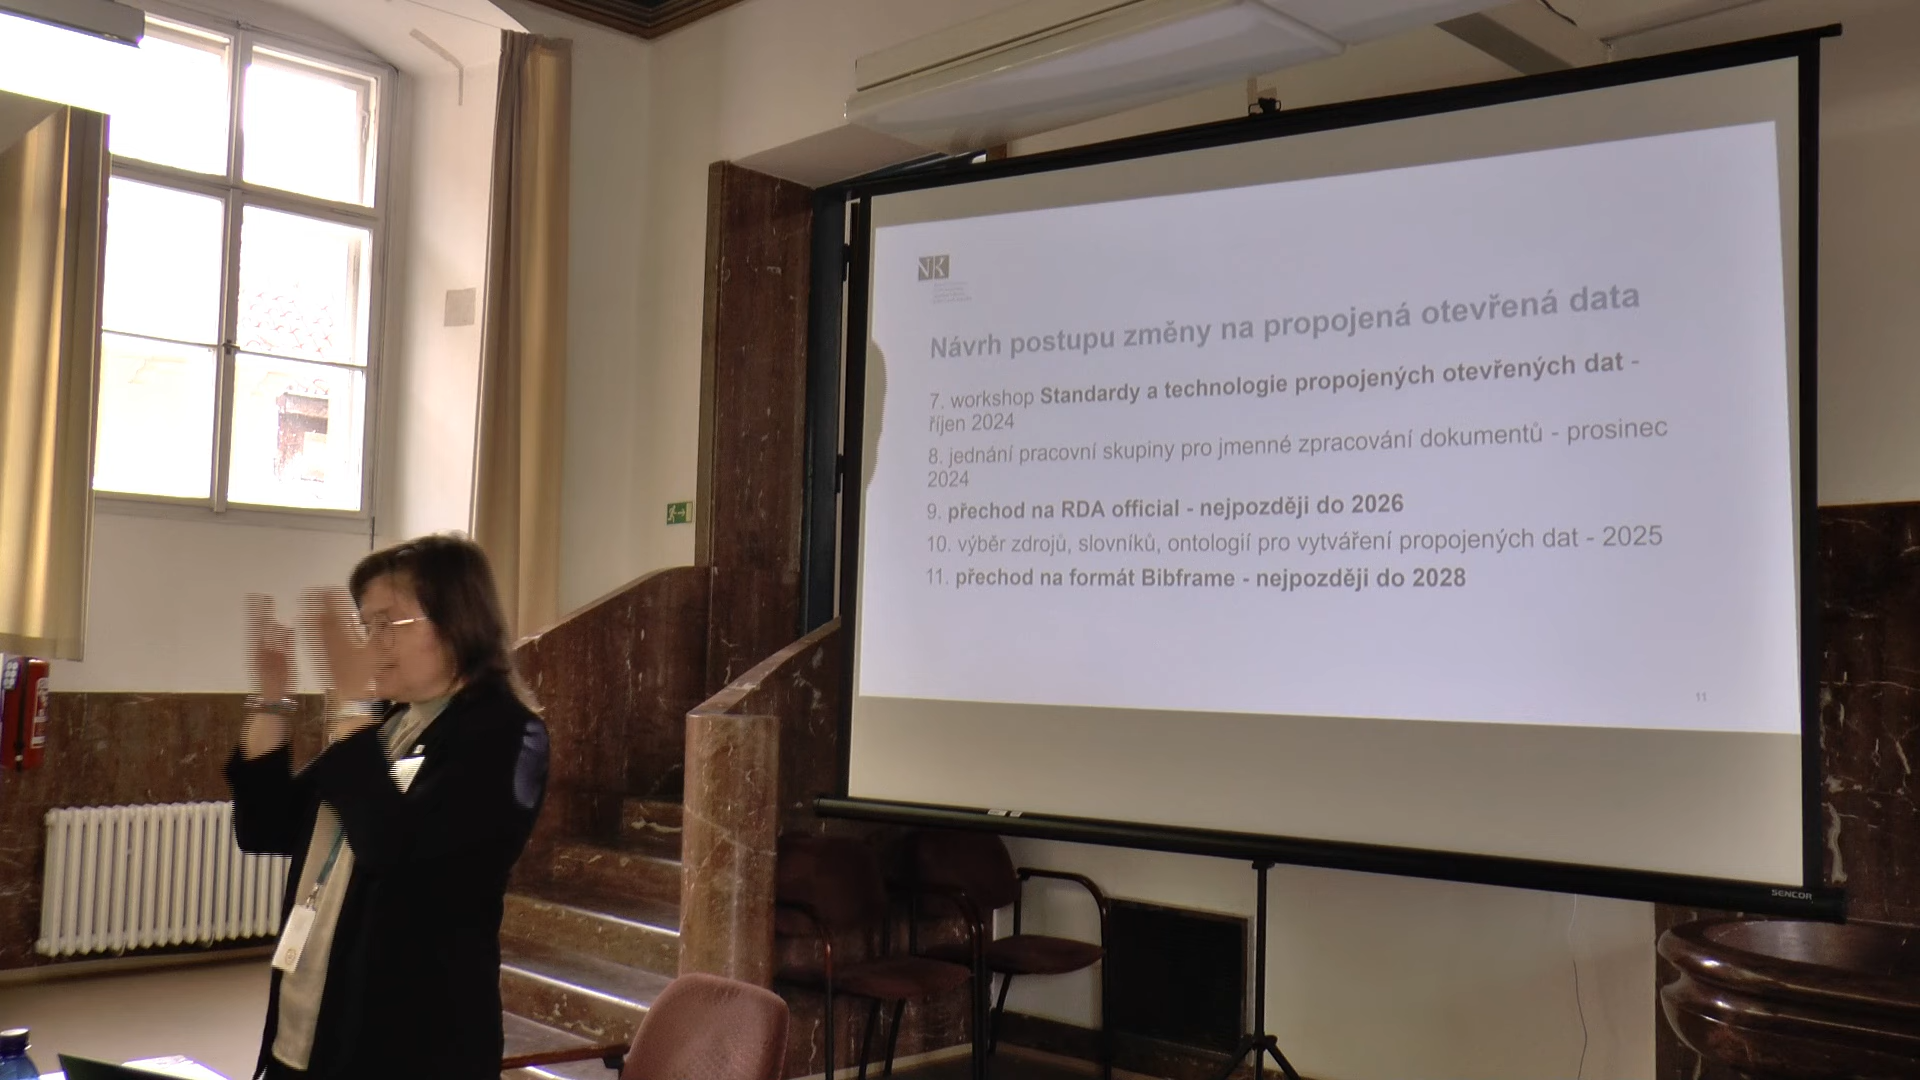 NK
Návrh postupu změny na propojená otevřená data
7. workshop Standardy a technologie propojených otevřených dat -
říjen 2024
8. jednání pracovní skupiny pro jmenné zpracování dokumentů - prosinec
2024
9. přechod na RDA official - nejpozději do 2026
10. výběr zdrojů, slovníků, ontologií pro vytváření propojených dat - 2025
11. přechod na formát Bibframe - nejpozději do 2028
11
SENCOR